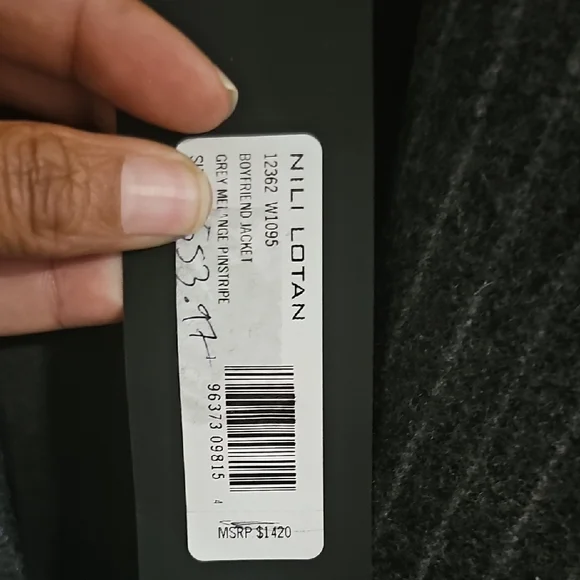 NILI LOTAN
12362 W1095
BOYFRIEND JACKET
GREY MELANGE PINSTRIPE
53.97
96373 09815
4
MSRP $1420